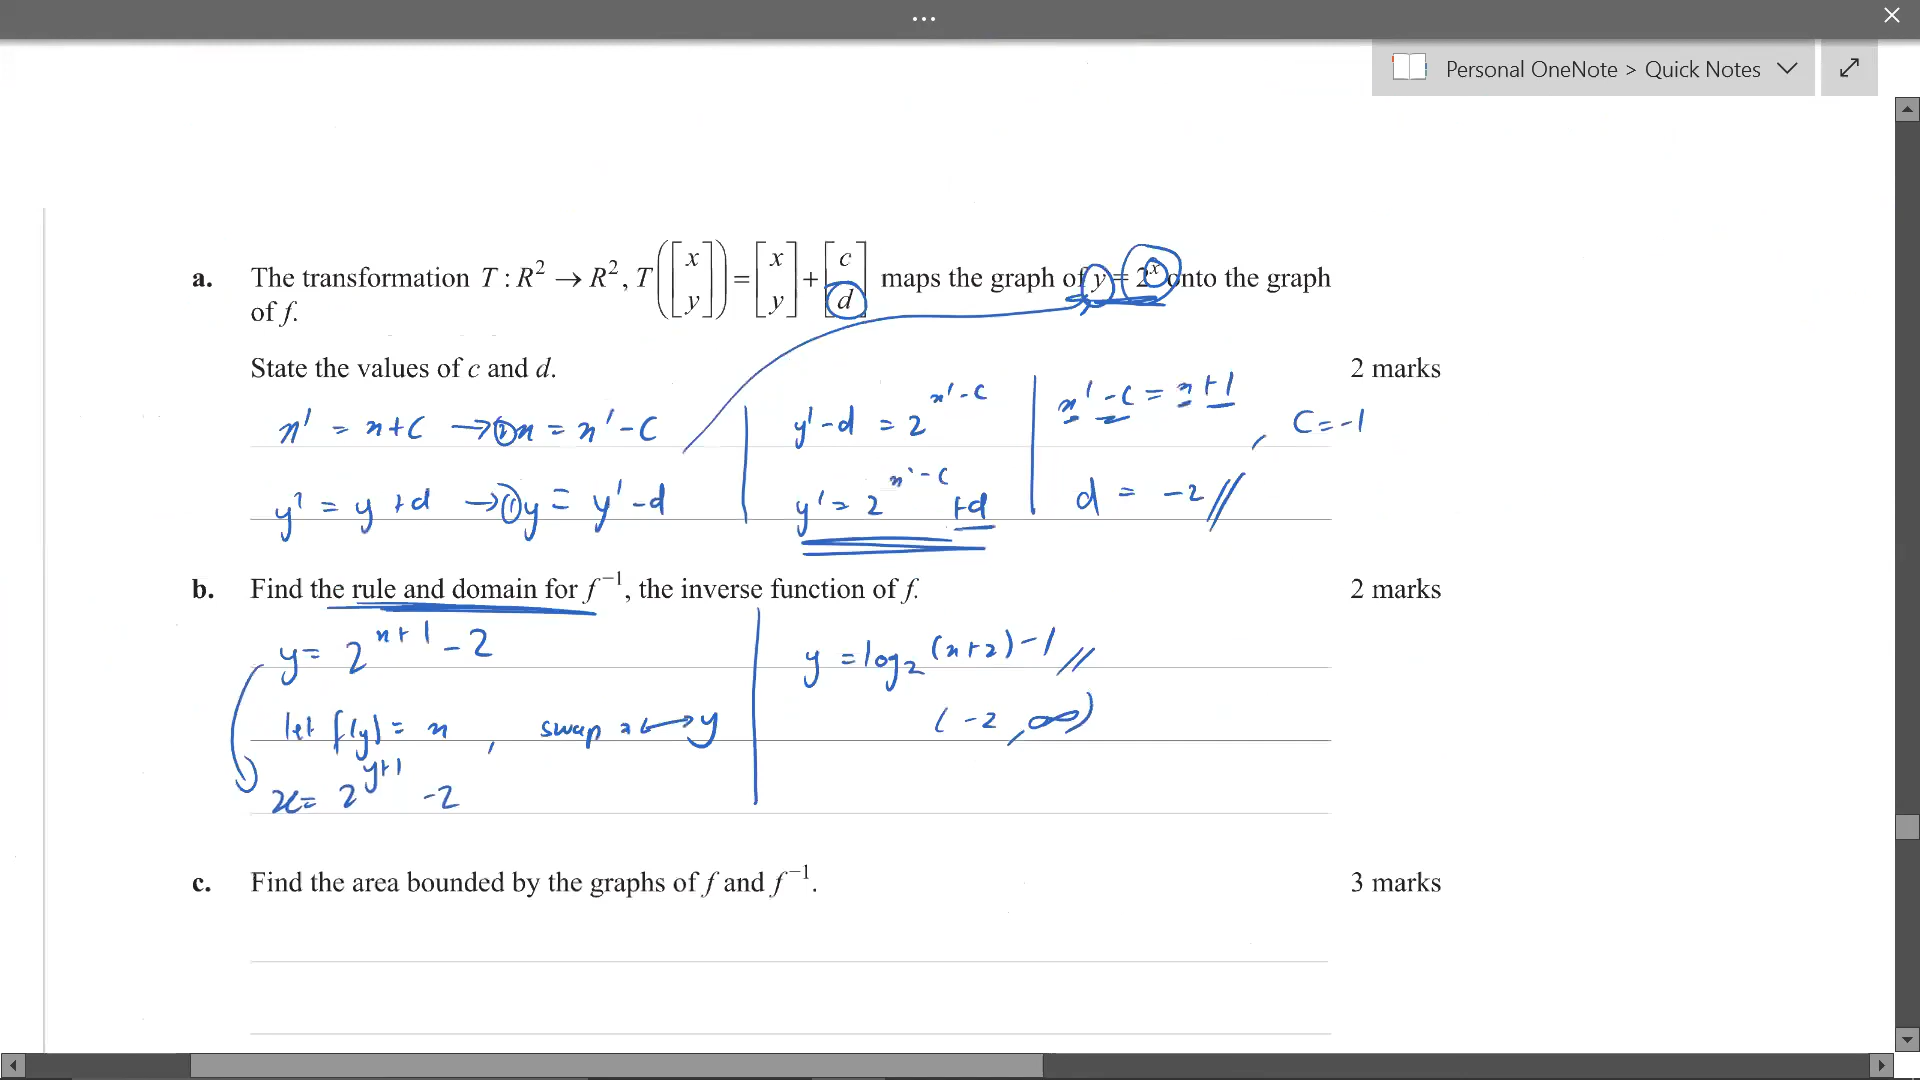 ...
Personal OneNote > Quick Notes
a. The transformation T : R² → R², T([x y]) = [x y] + [c d] maps the graph of y = 2ˣ onto the graph
of f.
State the values of c and d. 2 marks
x' = x+c → ② x = x' - c
y' = y + d → ① y = y' - d
y' - d = 2^(x' - c)
y' = 2^(x' - c) + d
x' - c = x + 1
, c = -1
d = -2 //
b. Find the rule and domain for f⁻¹, the inverse function of f. 2 marks
y = 2^(x+1) - 2
let f(y) = x , swap x ↔ y
x = 2^(y+1) - 2
y = log₂(x+2) - 1 //
(-2, ∞)
c. Find the area bounded by the graphs of f and f⁻¹. 3 marks